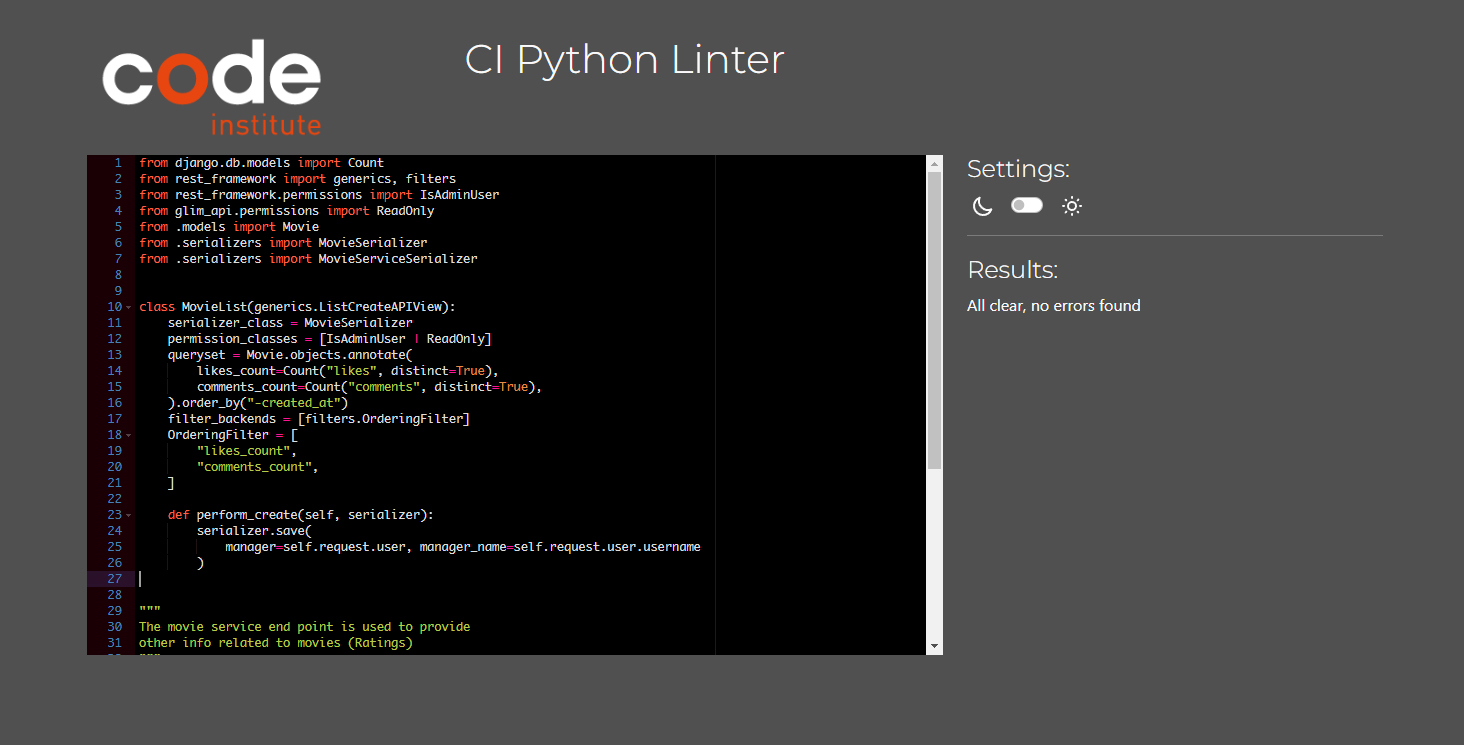 code
institute
CI Python Linter
1 from django.db.models import Count
2 from rest_framework import generics, filters
3 from rest_framework.permissions import IsAdminUser
4 from glim_api.permissions import ReadOnly
5 from .models import Movie
6 from .serializers import MovieSerializer
7 from .serializers import MovieServiceSerializer
8
9
10 class MovieList(generics.ListCreateAPIView):
11     serializer_class = MovieSerializer
12     permission_classes = [IsAdminUser | ReadOnly]
13     queryset = Movie.objects.annotate(
14         likes_count=Count("likes", distinct=True),
15         comments_count=Count("comments", distinct=True),
16     ).order_by("-created_at")
17     filter_backends = [filters.OrderingFilter]
18     OrderingFilter = [
19         "likes_count",
20         "comments_count",
21     ]
22
23     def perform_create(self, serializer):
24         serializer.save(
25             manager=self.request.user, manager_name=self.request.user.username
26         )
27
28
29 """
30 The movie service end point is used to provide
31 other info related to movies (Ratings)
Settings:
Results:
All clear, no errors found